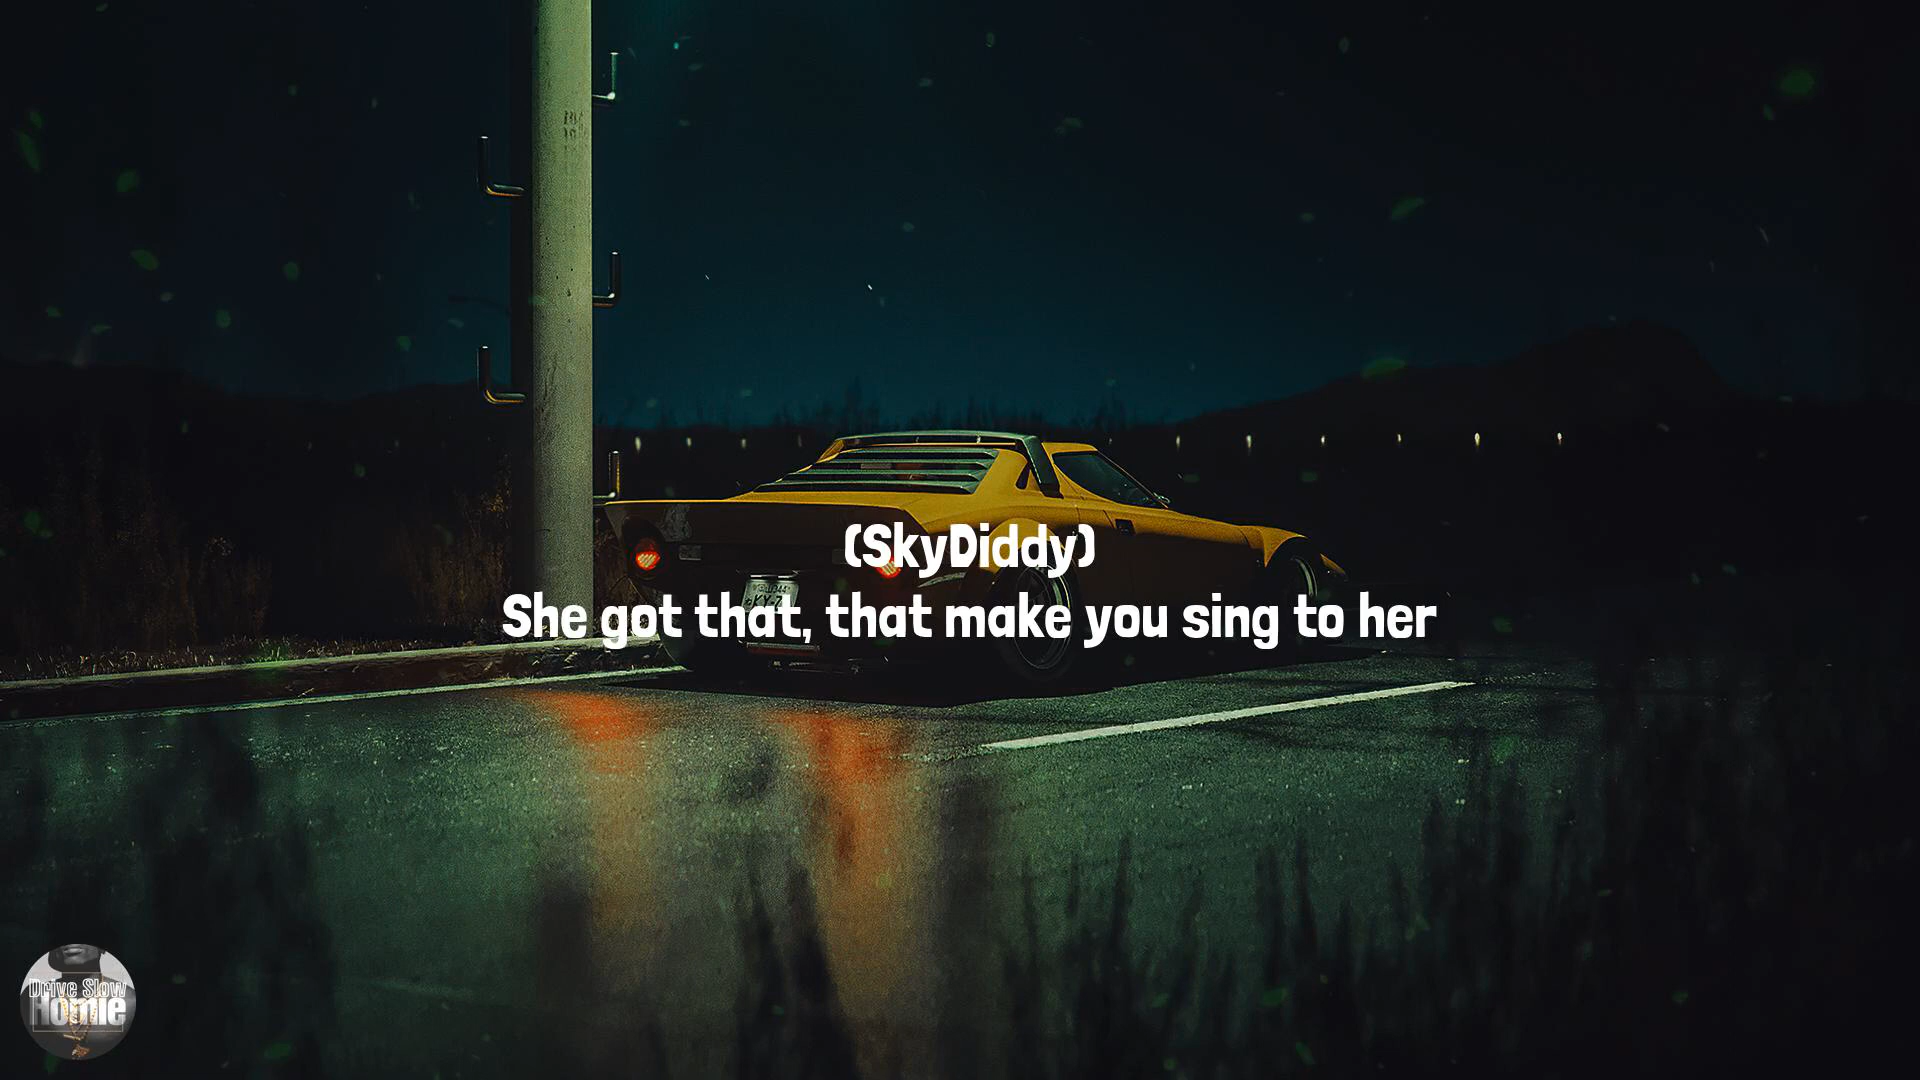 (SkyDiddy)
She got that, that make you sing to her
Drive Slow
Homie